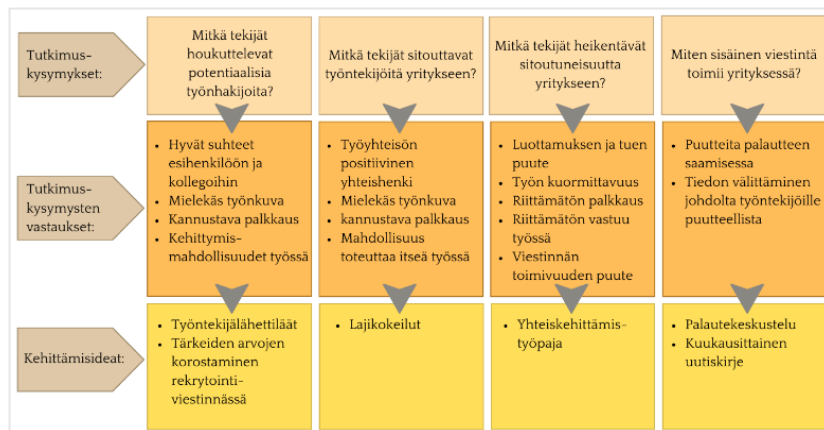 Tutkimus-
kysymykset:
Mitkä tekijät
houkuttelevat
potentiaalisia
työnhakijoita?
Mitkä tekijät sitouttavat
työntekijöitä yritykseen?
Mitkä tekijät heikentävät
sitoutuneisuutta
yritykseen?
Miten sisäinen viestintä
toimii yrityksessä?
Tutkimus-
kysymysten
vastaukset:
• Hyvät suhteet
esihenkilöön ja
kollegoihin
• Mielekäs työnkuva
• Kannustava palkkaus
• Kehittymis-
mahdollisuudet työssä
• Työyhteisön
positiivinen
yhteishenki
• Mielekäs työnkuva
• kannustava palkkaus
• Mahdollisuus
toteuttaa itseä työssä
• Luottamuksen ja tuen
puute
• Työn kuormittavuus
• Riittämätön palkkaus
• Riittämätön vastuu
työssä
• Viestinnän
toimivuuden puute
• Puutteita palautteen
saamisessa
• Tiedon välittäminen
johdolta työntekijöille
puutteellista
Kehittämisideat:
• Työntekijälähettiläät
• Tärkeiden arvojen
korostaminen
rekrytointi-
viestinnässä
• Lajikokeilut
• Yhteiskehittämis-
työpaja
• Palautekeskustelu
• Kuukausittainen
uutiskirje